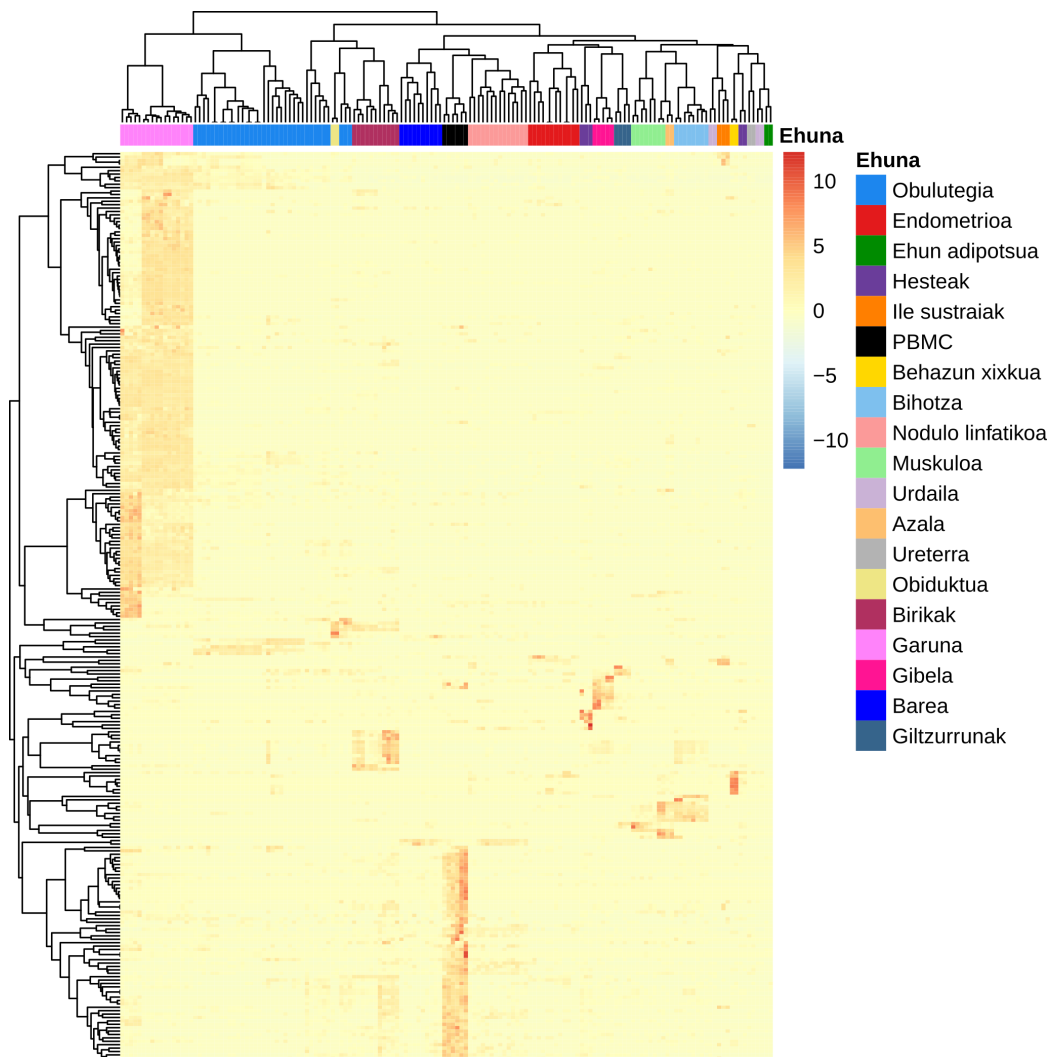 Ehuna
10
5
0
−5
−10
Ehuna
Obulutegia
Endometrioa
Ehun adipotsua
Hesteak
Ile sustraiak
PBMC
Behazun xixkua
Bihotza
Nodulo linfatikoa
Muskuloa
Urdaila
Azala
Ureterra
Obiduktua
Birikak
Garuna
Gibela
Barea
Giltzurrunak